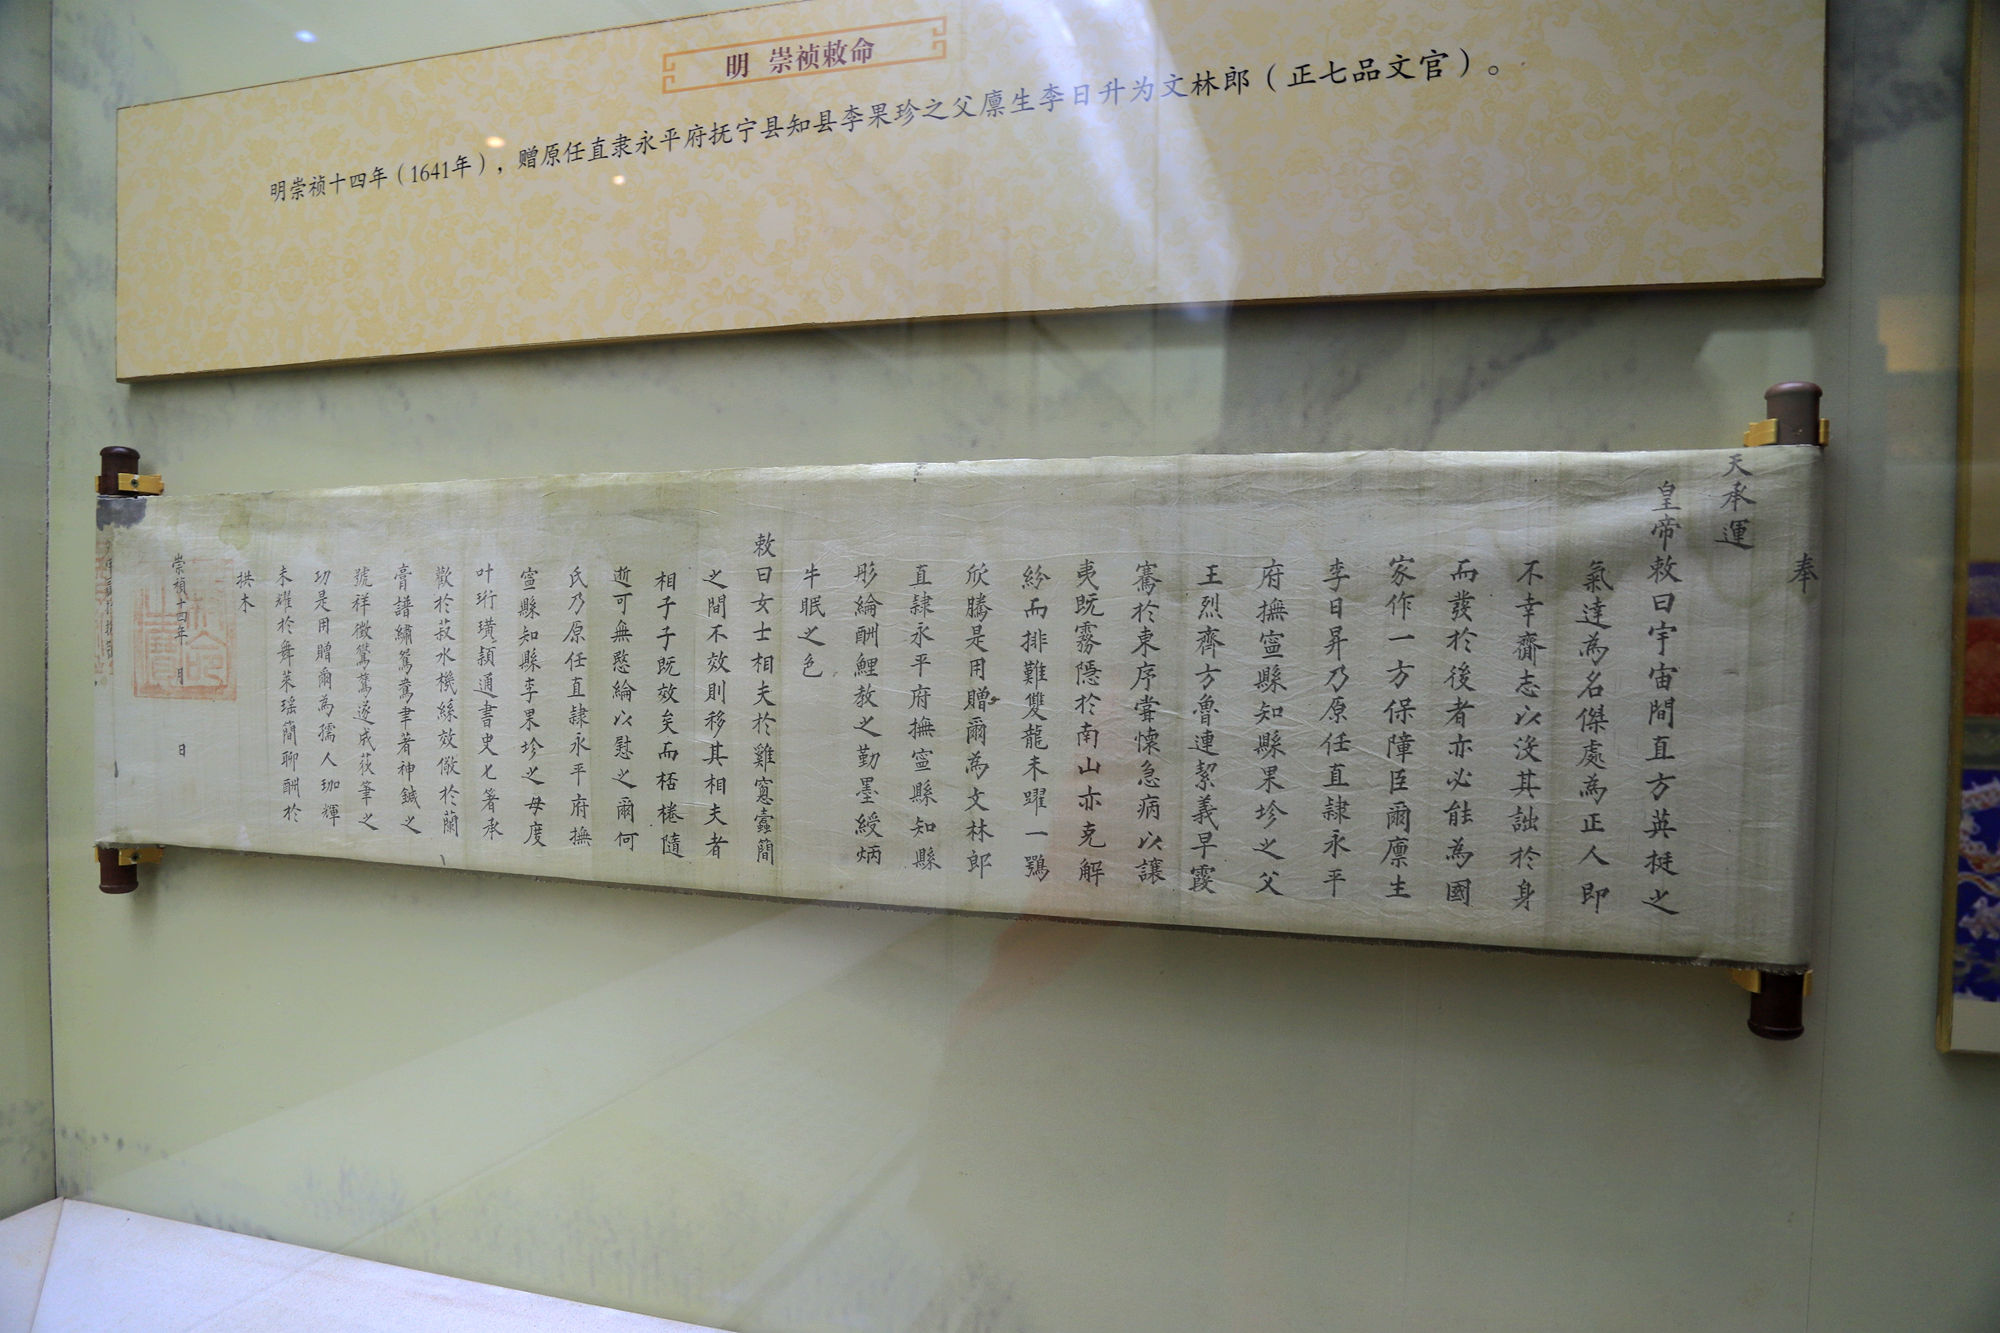 明 崇祯敕命
明崇祯十四年（1641年），赠原任直隶永平府抚宁县知县李果珍之父廪生李日升为文林郎（正七品文官）。
奉
天承運
皇帝敕曰宇宙間直方英挺之
氣達為名傑處為正人即
不幸齎志以沒其詘於身
而發於後者亦必能為國
家作一方保障臣爾廪生
李日昇乃原任直隷永平
府撫寧縣知縣果珍之父
王烈齊方魯連絜義早霞
騫於東序嘗懷急病以讓
夷既霧隱於南山亦克解
紛而排難雙龍未躍一鶚
欣騰是用贈爾為文林郎
直隷永平府撫寧縣知縣
彤綸酬鯉教之勤墨綬炳
牛眠之色
敕曰女士相夫於雞窻蠧簡
之間不效則移其相夫者
相子子既效矣而栝棬隨
逝可無愍綸以慰之爾何
氏乃原任直隷永平府撫
寧縣知縣李果珍之母度
叶珩璜頴通書史匕箸承
歡於菽水機絲效儆於蘭
膏譜繡鴛鴦聿著神鍼之
號祥徵鸑鷟遂成荻筆之
功是用贈爾為孺人珈輝
未耀於舞萊瑶簡聊酬於
拱木
崇禎十四年 月 日